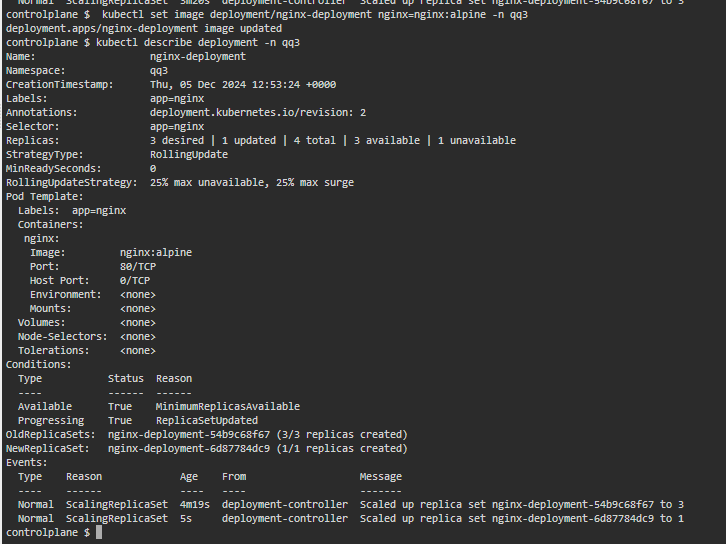 Normal ScalingReplicaSet 3m20s deployment-controller Scaled up replica set nginx-deployment-54b9c68f67 to 3
controlplane $  kubectl set image deployment/nginx-deployment nginx=nginx:alpine -n qq3
deployment.apps/nginx-deployment image updated
controlplane $ kubectl describe deployment -n qq3
Name:                   nginx-deployment
Namespace:              qq3
CreationTimestamp:      Thu, 05 Dec 2024 12:53:24 +0000
Labels:                 app=nginx
Annotations:            deployment.kubernetes.io/revision: 2
Selector:               app=nginx
Replicas:               3 desired | 1 updated | 4 total | 3 available | 1 unavailable
StrategyType:           RollingUpdate
MinReadySeconds:        0
RollingUpdateStrategy:  25% max unavailable, 25% max surge
Pod Template:
  Labels:  app=nginx
  Containers:
   nginx:
    Image:         nginx:alpine
    Port:          80/TCP
    Host Port:     0/TCP
    Environment:   <none>
    Mounts:        <none>
  Volumes:         <none>
  Node-Selectors:  <none>
  Tolerations:     <none>
Conditions:
  Type           Status  Reason
  ----           ------  ------
  Available      True    MinimumReplicasAvailable
  Progressing    True    ReplicaSetUpdated
OldReplicaSets:  nginx-deployment-54b9c68f67 (3/3 replicas created)
NewReplicaSet:   nginx-deployment-6d87784dc9 (1/1 replicas created)
Events:
  Type    Reason             Age    From                   Message
  ----    ------             ----   ----                   -------
  Normal  ScalingReplicaSet  4m19s  deployment-controller  Scaled up replica set nginx-deployment-54b9c68f67 to 3
  Normal  ScalingReplicaSet  5s     deployment-controller  Scaled up replica set nginx-deployment-6d87784dc9 to 1
controlplane $